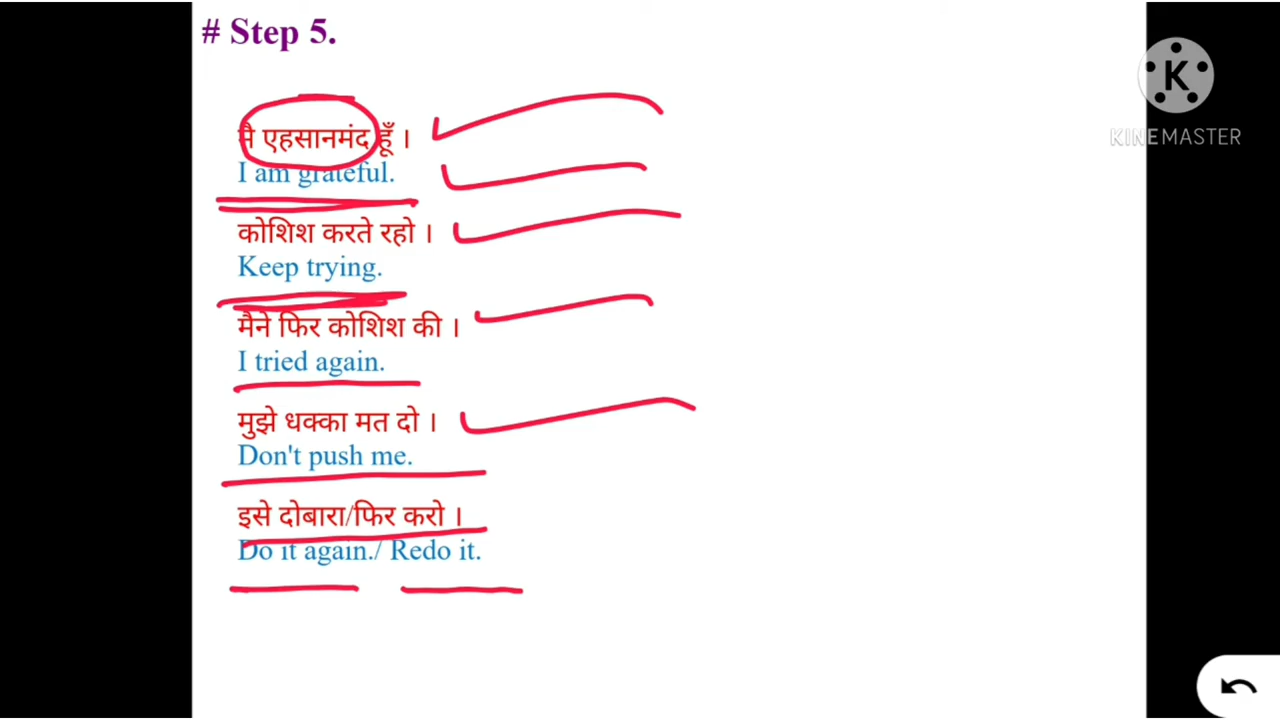 # Step 5.
मै एहसानमंद हूँ ।
I am grateful.
कोशिश करते रहो ।
Keep trying.
मैने फिर कोशिश की ।
I tried again.
मुझे धक्का मत दो ।
Don't push me.
इसे दोबारा/फिर करो ।
Do it again./ Redo it.
K
KINEMASTER